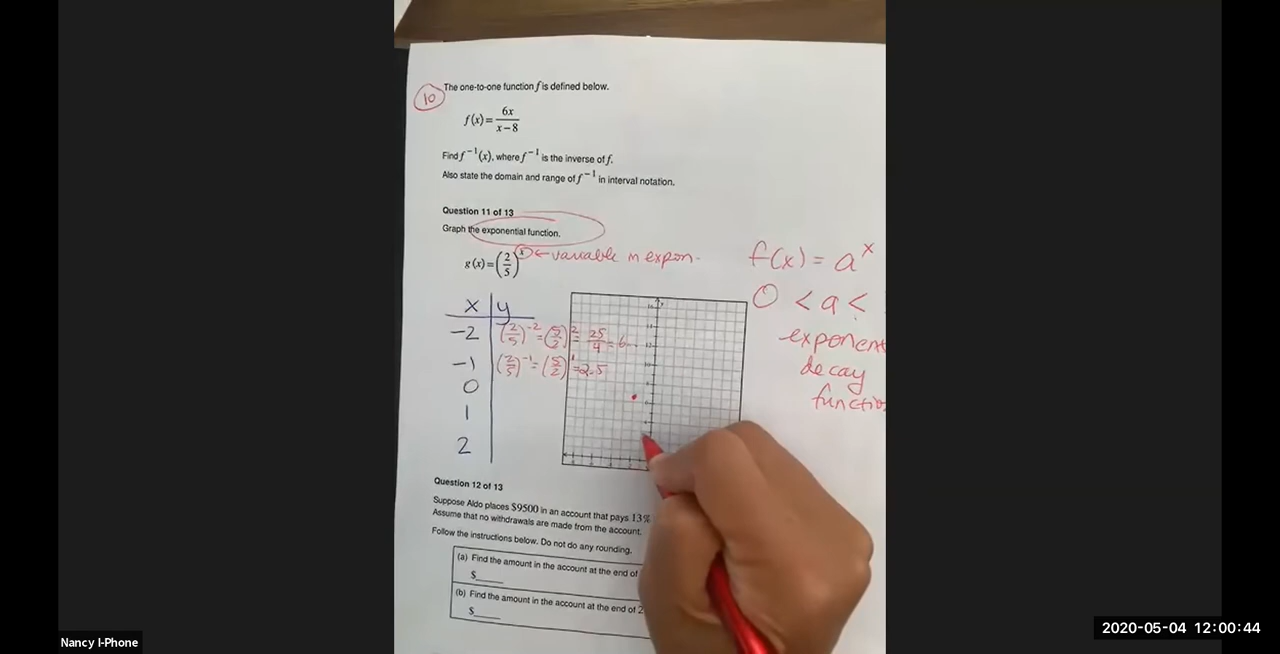 10
The one-to-one function f is defined below.
f(x) = 6x / x−8
Find f⁻¹(x), where f⁻¹ is the inverse of f.
Also state the domain and range of f⁻¹ in interval notation.
Question 11 of 13
Graph the exponential function.
g(x) = (2/5)^x ← variable in expon.
f(x) = a^x
0 < a <
exponen
decay
functio
x y
-2 (2/5)^-2 = (5/2)^2 = 25/4 = 6..
-1 (2/5)^-1 = (5/2)^1 = 2.5
0
1
2
Question 12 of 13
Suppose Aldo places $9500 in an account that pays 13%
Assume that no withdrawals are made from the account.
Follow the instructions below. Do not do any rounding.
(a) Find the amount in the account at the end of
$
(b) Find the amount in the account at the end of 2
$
Nancy I-Phone
2020-05-04 12:00:44